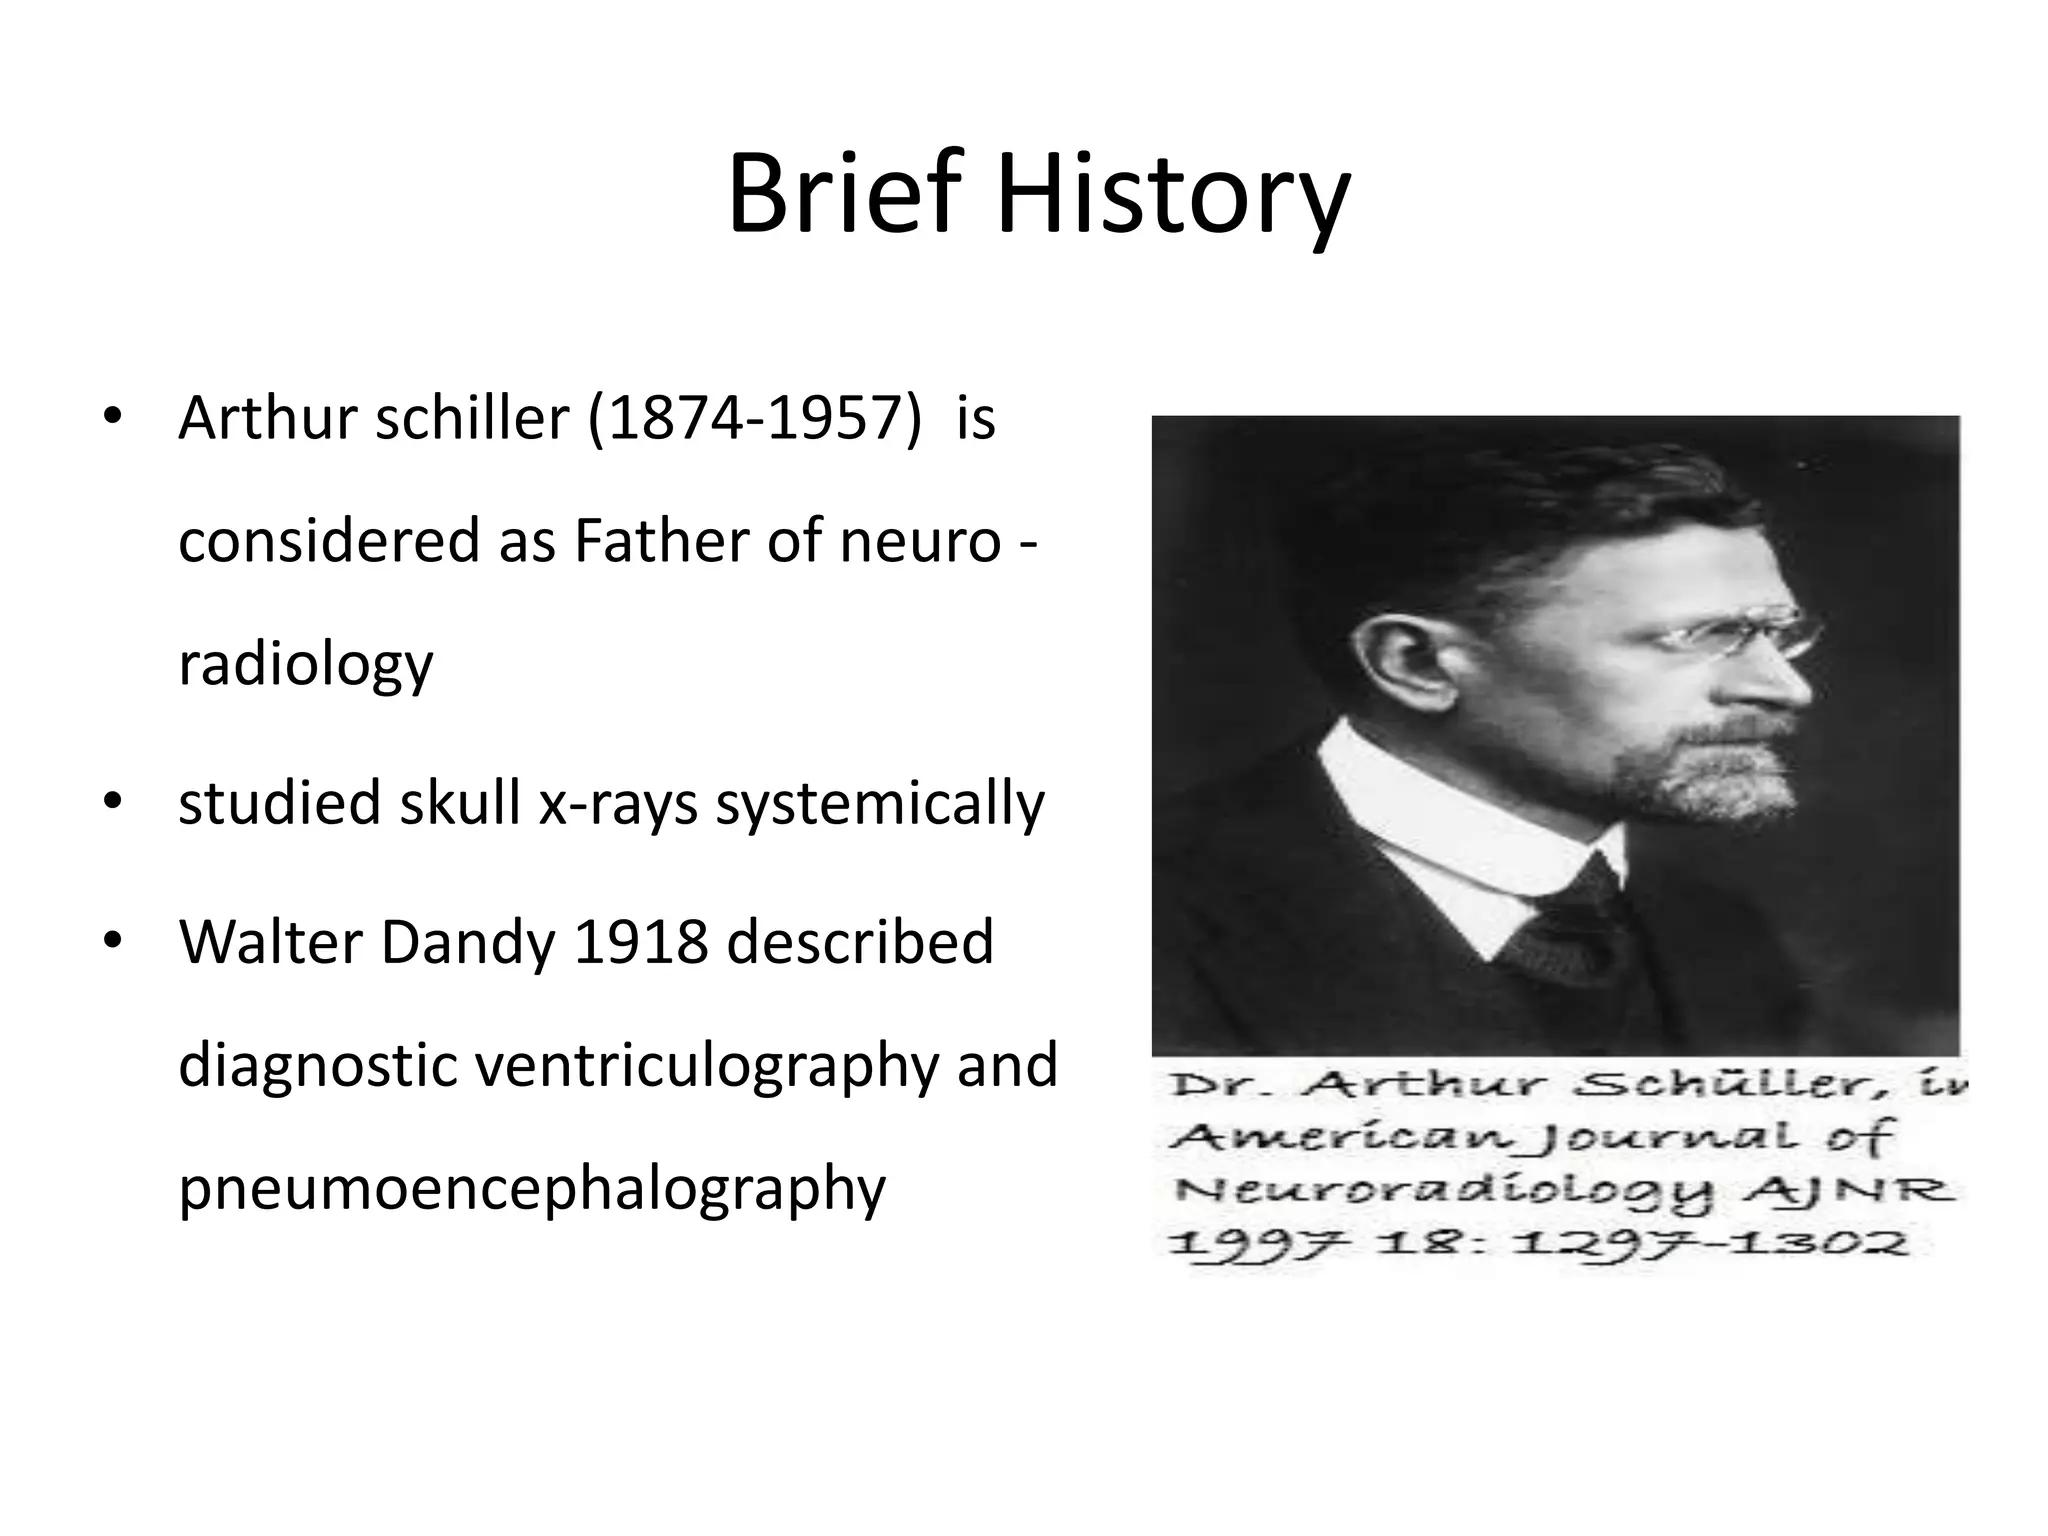 Brief History
• Arthur schiller (1874-1957)  is
considered as Father of neuro -
radiology
• studied skull x-rays systemically
• Walter Dandy 1918 described
diagnostic ventriculography and
pneumoencephalography
Dr. Arthur Schüller, in
American Journal of
Neuroradiology AJNR
1997 18: 1297-1302